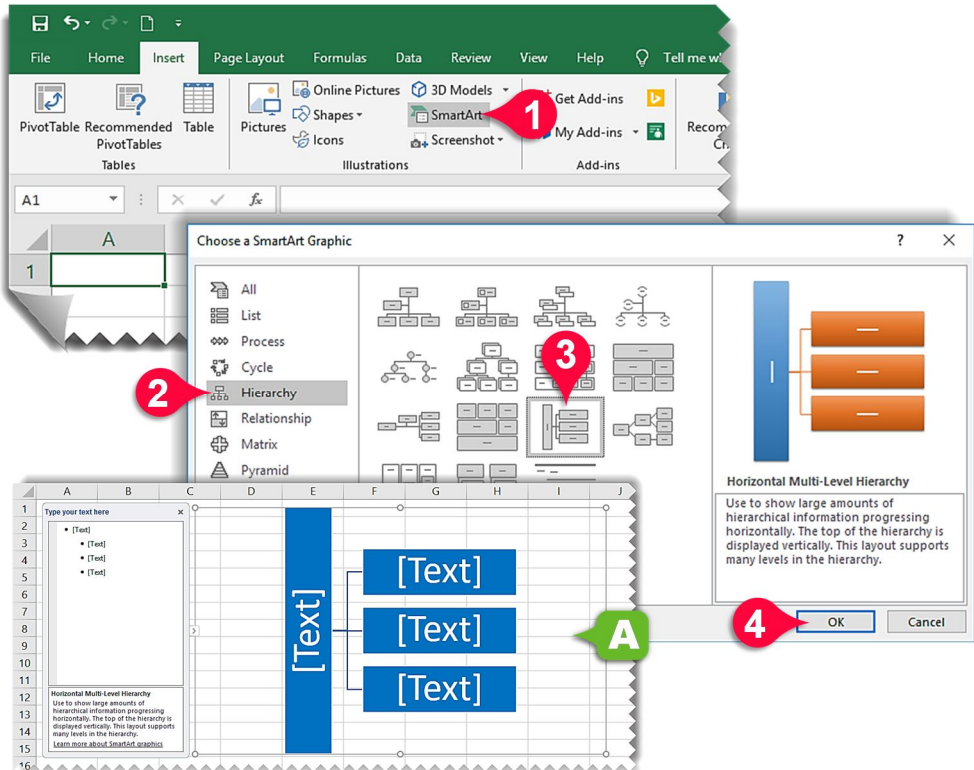 File Home Insert Page Layout Formulas Data Review View Help Tell me w
PivotTable Recommended PivotTables Table
Tables
Pictures
Online Pictures
Shapes
Icons
3D Models
SmartArt
Screenshot
Illustrations
Get Add-ins
My Add-ins
Add-ins
Recom
Ch
1
A1
fx
A
1
Choose a SmartArt Graphic
?
All
List
Process
Cycle
Hierarchy
Relationship
Matrix
Pyramid
2
3
Horizontal Multi-Level Hierarchy
Use to show large amounts of
hierarchical information progressing
horizontally. The top of the hierarchy is
displayed vertically. This layout supports
many levels in the hierarchy.
4
OK Cancel
A B C D E F G H I J
1
2
3
4
5
6
7
8
9
10
11
12
13
14
15
16
Type your text here
[Text]
[Text]
[Text]
[Text]
Horizontal Multi-Level Hierarchy
Use to show large amounts of
hierarchical information progressing
horizontally. The top of the hierarchy is
displayed vertically. This layout supports
many levels in the hierarchy.
Learn more about SmartArt graphics
[Text]
[Text]
[Text]
[Text]
A